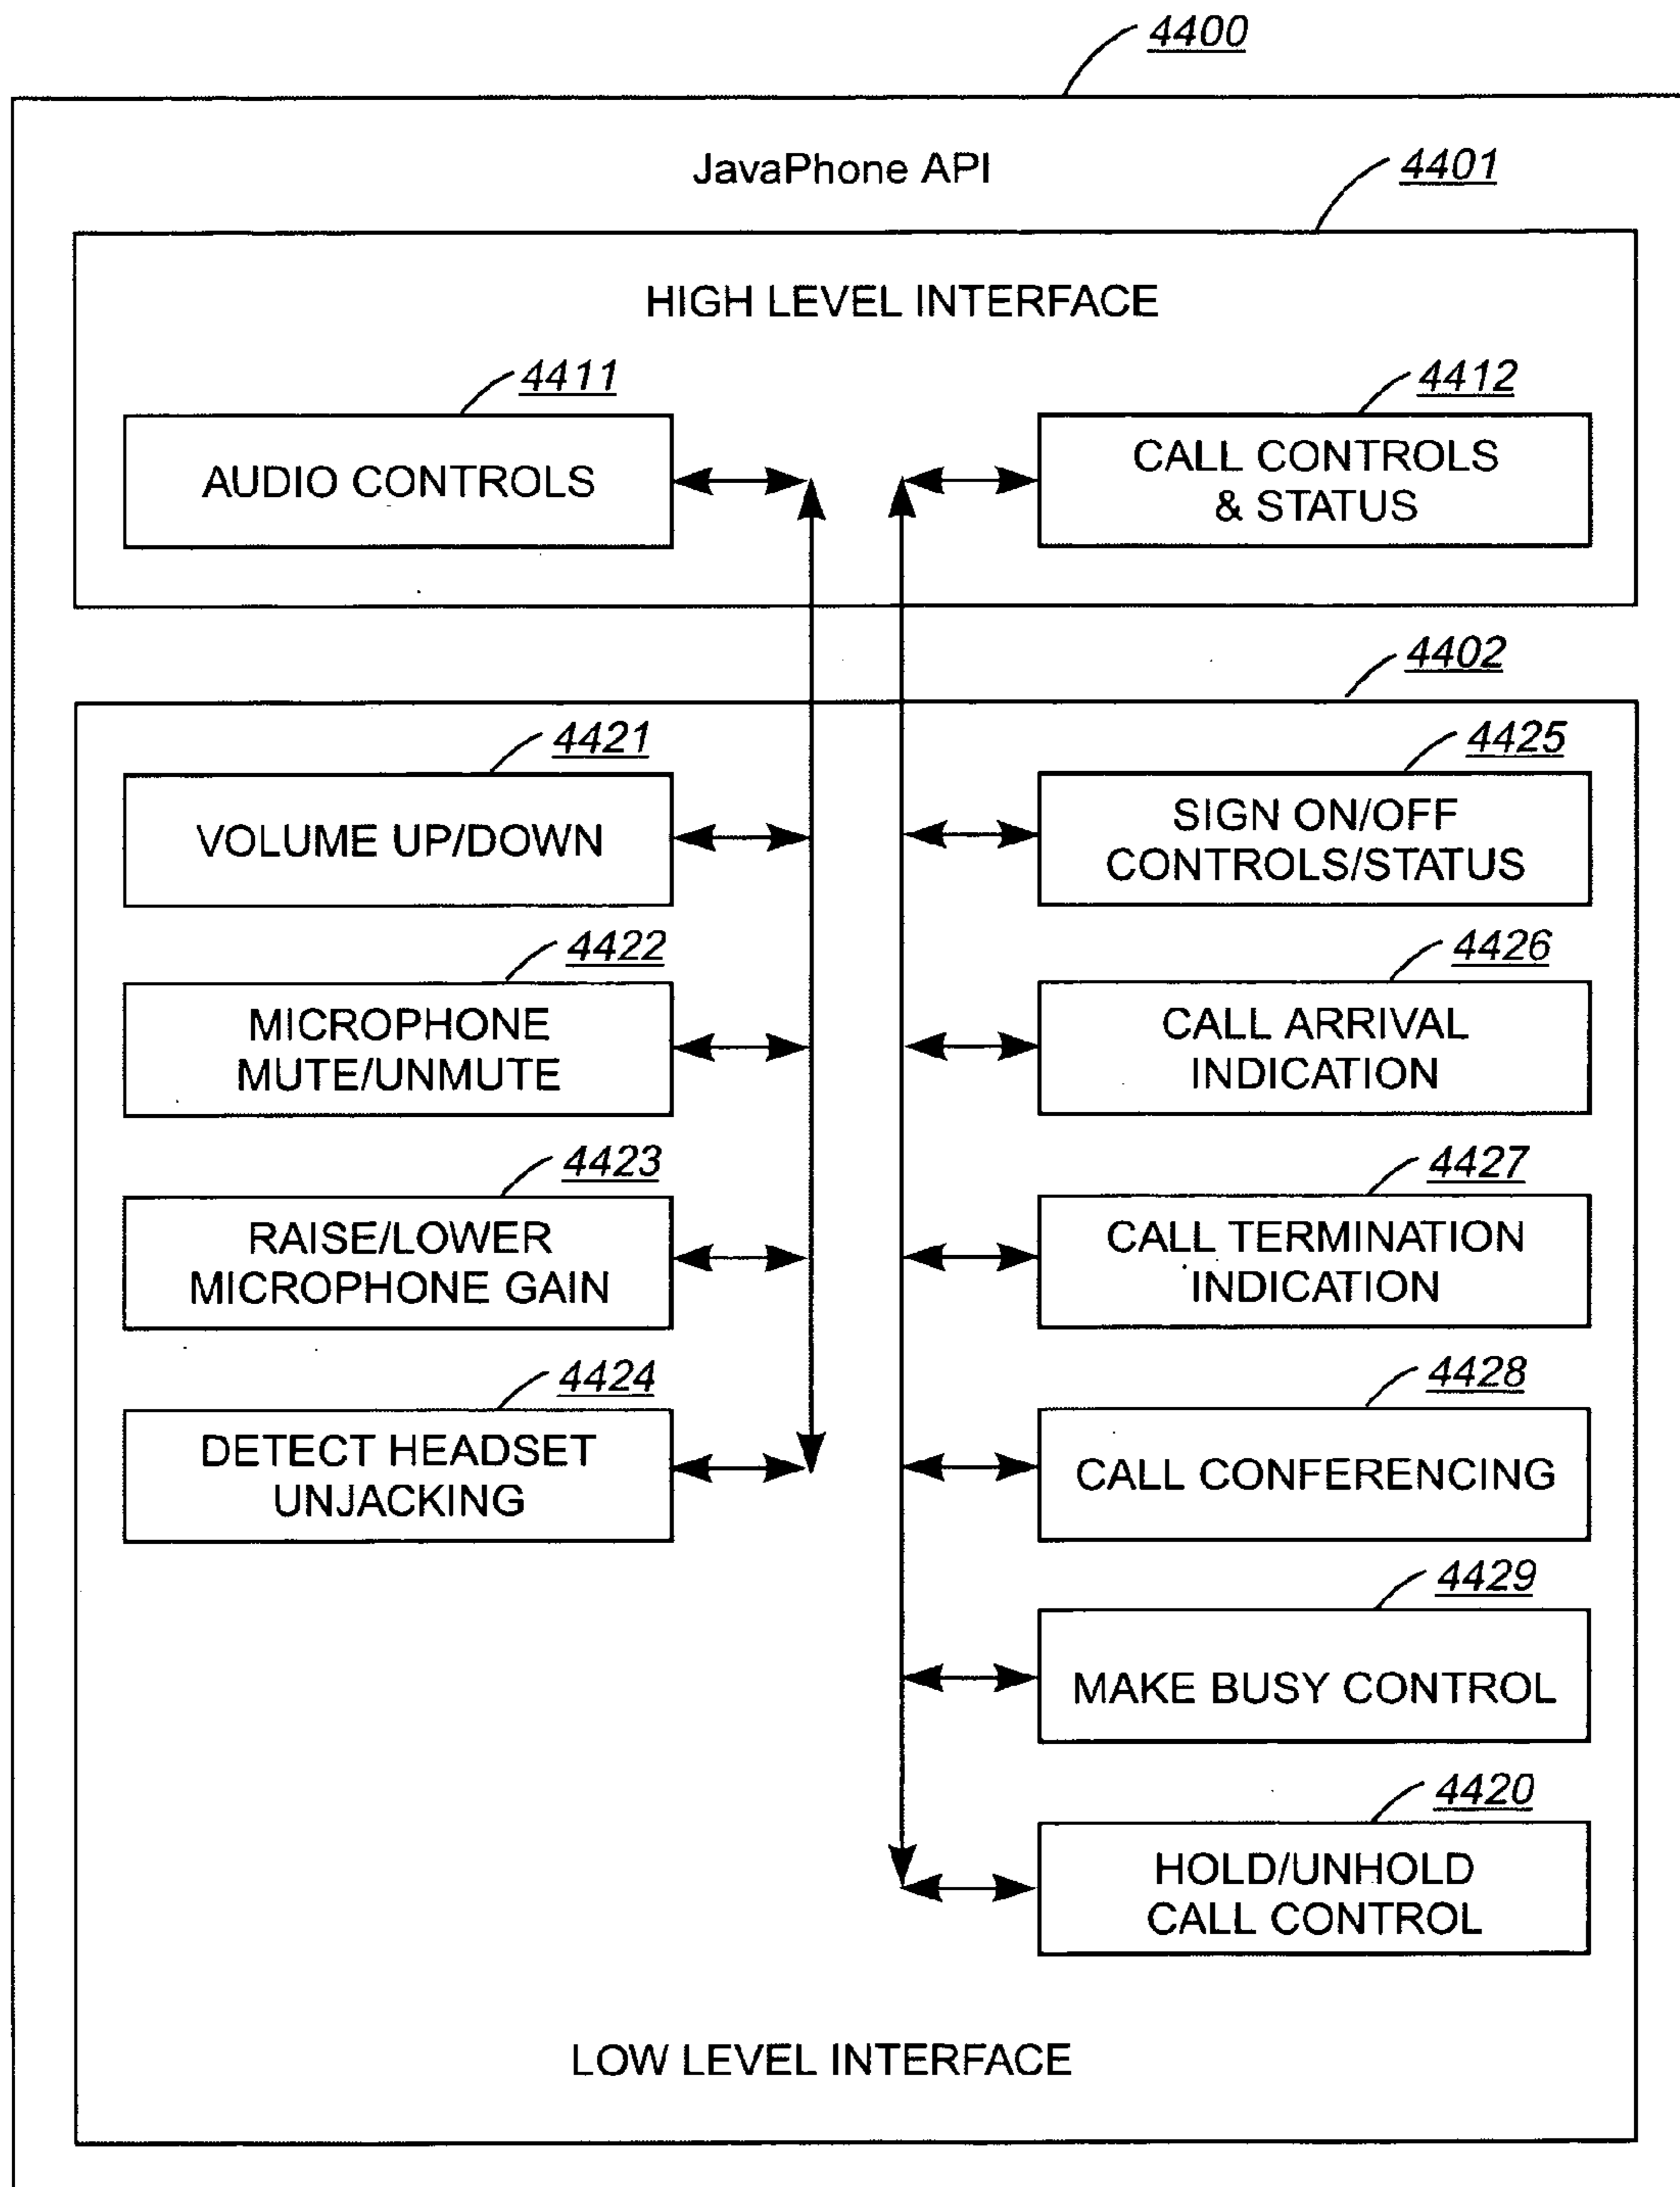 4400
JavaPhone API
4401
HIGH LEVEL INTERFACE
4411
AUDIO CONTROLS
4412
CALL CONTROLS
& STATUS
4402
4421
VOLUME UP/DOWN
4425
SIGN ON/OFF
CONTROLS/STATUS
4422
MICROPHONE
MUTE/UNMUTE
4426
CALL ARRIVAL
INDICATION
4423
RAISE/LOWER
MICROPHONE GAIN
4427
CALL TERMINATION
INDICATION
4424
DETECT HEADSET
UNJACKING
4428
CALL CONFERENCING
4429
MAKE BUSY CONTROL
4420
HOLD/UNHOLD
CALL CONTROL
LOW LEVEL INTERFACE